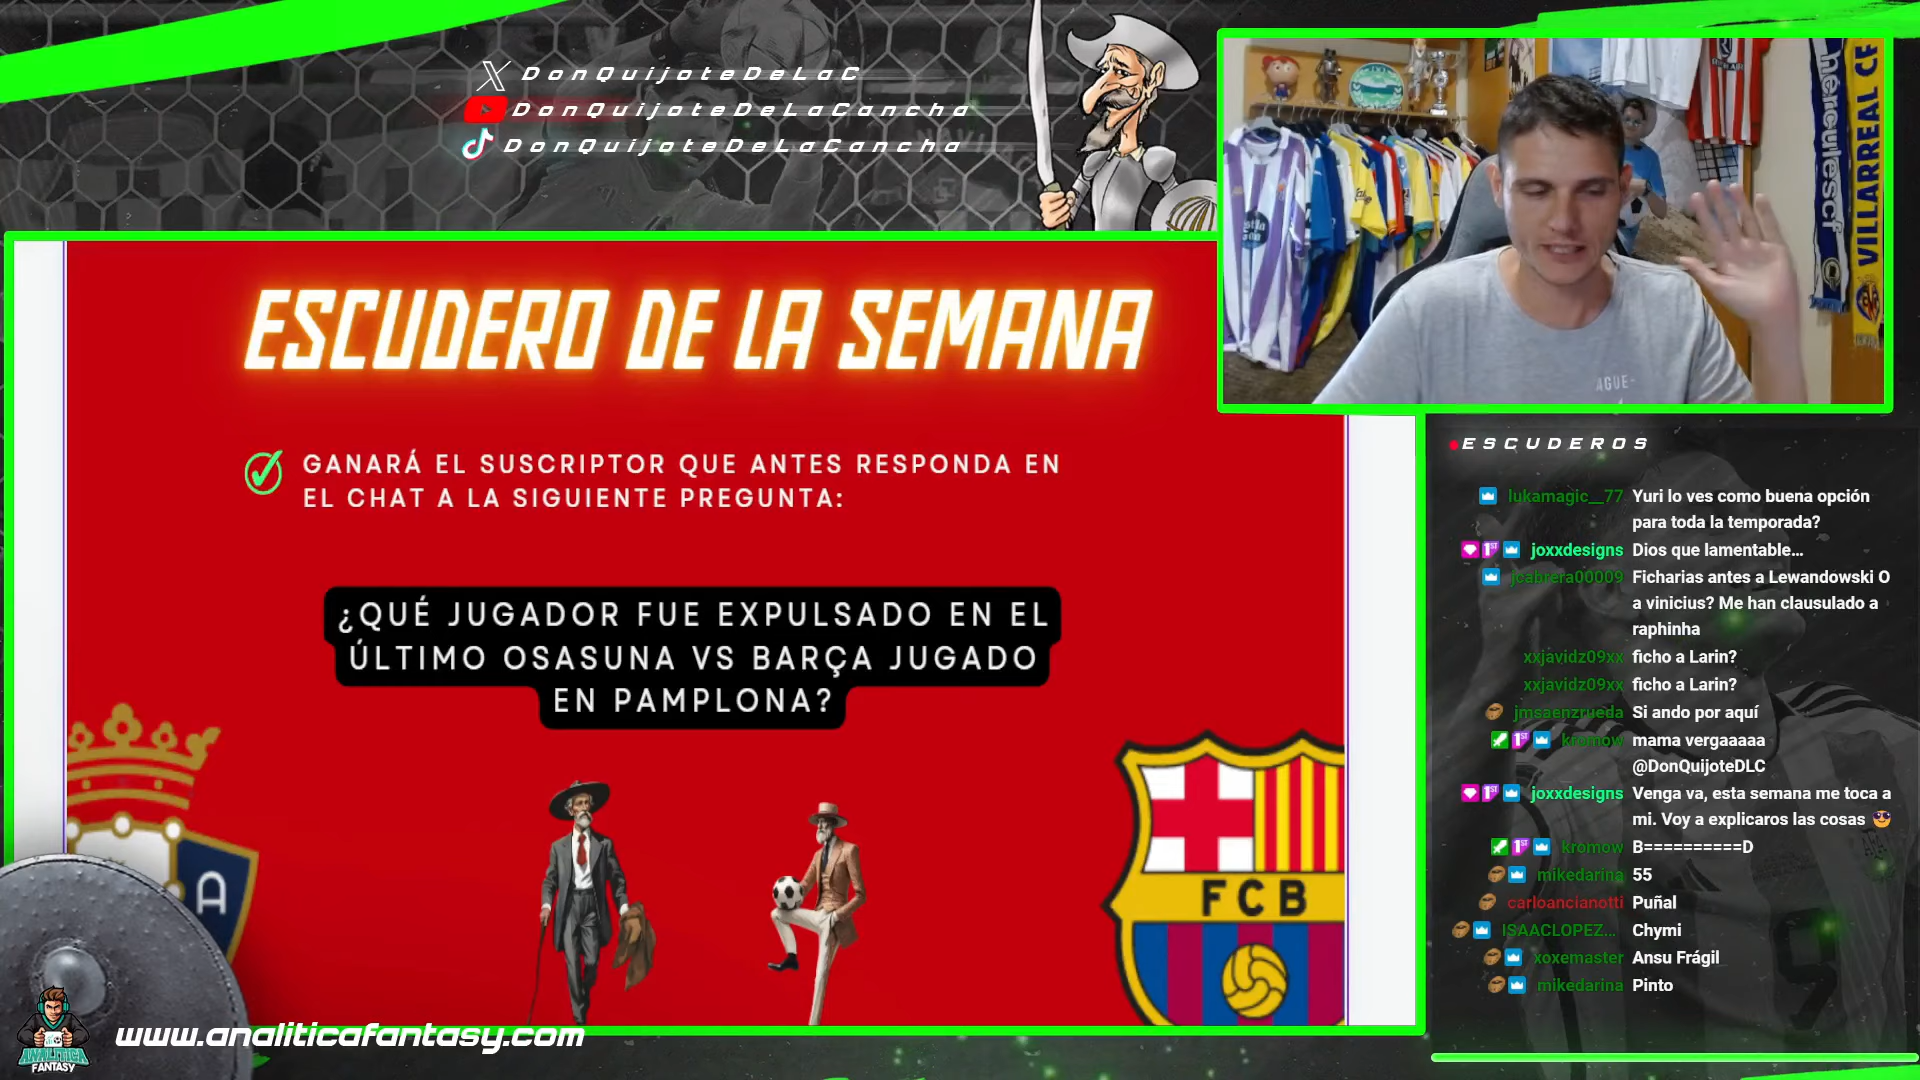 DonQuijoteDeLaC
DonQuijoteDeLaCancha
DonQuijoteDeLaCancha
ESCUDERO DE LA SEMANA
GANARÁ EL SUSCRIPTOR QUE ANTES RESPONDA EN
EL CHAT A LA SIGUIENTE PREGUNTA:
¿QUÉ JUGADOR FUE EXPULSADO EN EL
ÚLTIMO OSASUNA VS BARÇA JUGADO
EN PAMPLONA?
A
FCB
ANALITICA
FANTASY
www.analiticafantasy.com
hérculescf
VILLARREAL CF
AGUE-
ESCUDEROS
lukamagic__77 Yuri lo ves como buena opción
para toda la temporada?
joxxdesigns Dios que lamentable...
jcabrera00009 Ficharias antes a Lewandowski O
a vinicius? Me han clausulado a
raphinha
xxjavidz09xx ficho a Larin?
xxjavidz09xx ficho a Larin?
jmsaenzrueda Si ando por aquí
kromow mama vergaaaaa
@DonQuijoteDLC
joxxdesigns Venga va, esta semana me toca a
mi. Voy a explicaros las cosas 😎
kromow B==========D
mikedarina 55
carloancianotti Puñal
ISAACLOPEZ... Chymi
xoxemaster Ansu Frágil
mikedarina Pinto